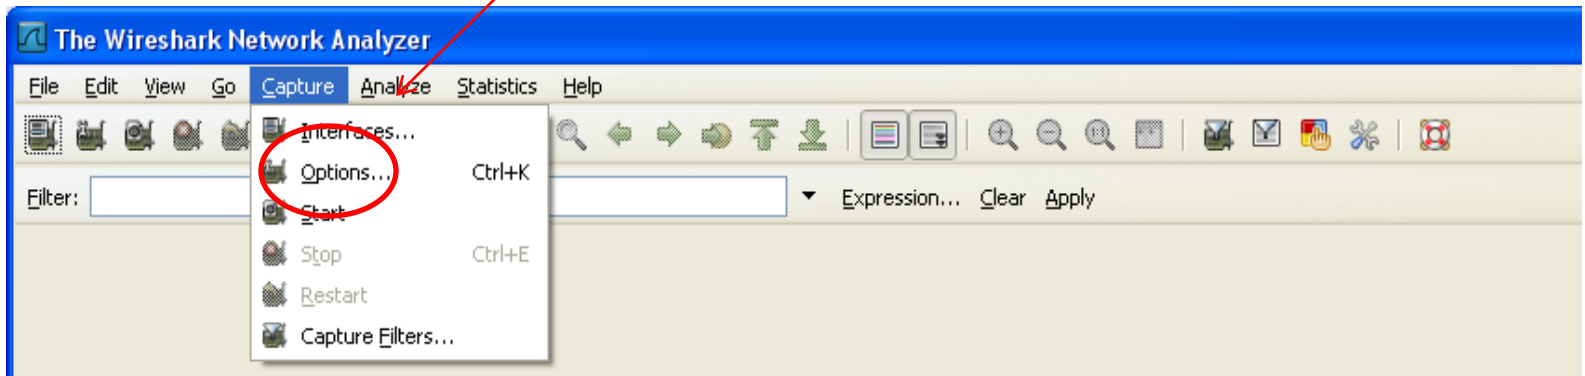 The Wireshark Network Analyzer
File Edit View Go Capture Analyze Statistics Help
Interfaces...
Options... Ctrl+K
Filter: Expression... Clear Apply
Start
Stop Ctrl+E
Restart
Capture Filters...